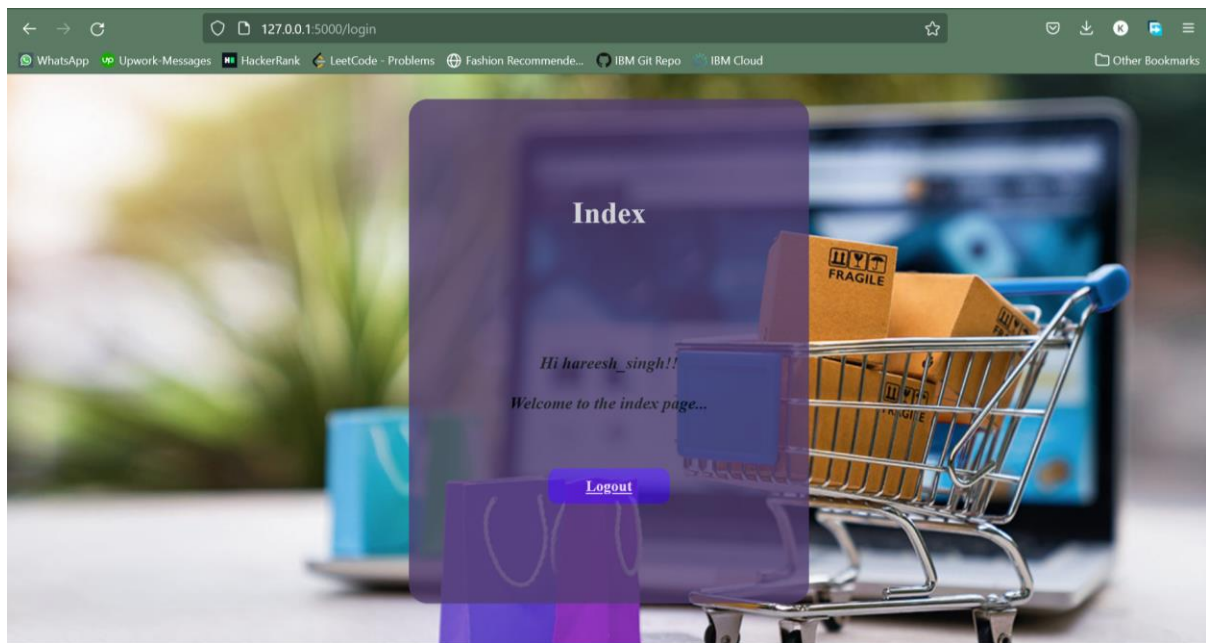 127.0.0.1:5000/login
K
WhatsApp up Upwork-Messages H HackerRank LeetCode - Problems Fashion Recommende... IBM Git Repo IBM Cloud Other Bookmarks
Index
FRAGILE
Hi hareesh_singh!!
Welcome to the index page...
FRAGILE
Logout